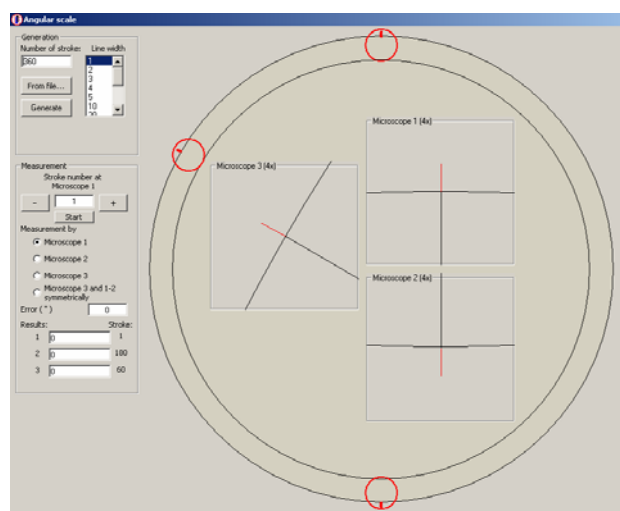 Angular scale
Generation
Number of stroke: Line width
360
1
2
3
4
5
10
20
From file...
Generate
Measurement
Stroke number at
Microscope 1
- 1 +
Start
Measurement by
Microscope 1
Microscope 2
Microscope 3
Microscope 3 and 1-2
symmetrically
Error (") 0
Results: Stroke:
1 0 1
2 0 180
3 0 60
Microscope 1 (4x)
Microscope 3 (4x)
Microscope 2 (4x)